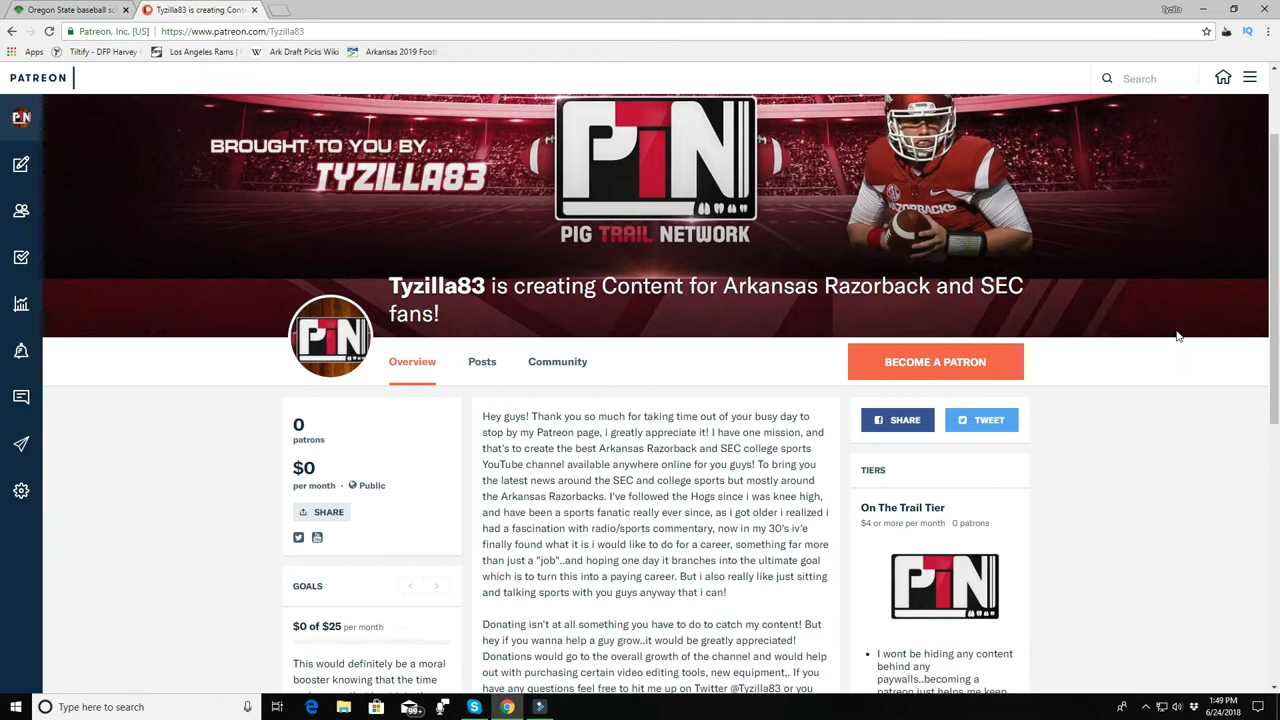 Oregon State baseball sc
Tyzilla83 is creating Cont
Tyzilla
Patreon, Inc. [US]
https://www.patreon.com/Tyzilla83
Apps
Tiltify - DFP Harvey
Los Angeles Rams |
Ark Draft Picks Wiki
Arkansas 2019 Foot
PATREON
Search
BROUGHT TO YOU BY. . .
TYZILLA83
PTN
PIG TRAIL NETWORK
RAZORBACKS
Tyzilla83 is creating Content for Arkansas Razorback and SEC
fans!
Overview
Posts
Community
BECOME A PATRON
0
patrons
$0
per month • Public
SHARE
GOALS
$0 of $25 per month
This would definitely be a moral
booster knowing that the time
Hey guys! Thank you so much for taking time out of your busy day to
stop by my Patreon page, i greatly appreciate it! I have one mission, and
that's to create the best Arkansas Razorback and SEC college sports
YouTube channel available anywhere online for you guys! To bring you
the latest news around the SEC and college sports but mostly around
the Arkansas Razorbacks. I've followed the Hogs since i was knee high,
and have been a sports fanatic really ever since, as i got older i realized i
had a fascination with radio/sports commentary, now in my 30's iv'e
finally found what it is i would like to do for a career, something far more
than just a "job"..and hoping one day it branches into the ultimate goal
which is to turn this into a paying career. But i also really like just sitting
and talking sports with you guys anyway that i can!
Donating isn't at all something you have to do to catch my content! But
hey if you wanna help a guy grow..it would be greatly appreciated!
Donations would go to the overall growth of the channel and would help
out with purchasing certain video editing tools, new equipment,. If you
have any questions feel free to hit me up on Twitter @Tyzilla83 or you
SHARE
TWEET
TIERS
On The Trail Tier
$4 or more per month · 0 patrons
PTN
• I wont be hiding any content
behind any
paywalls..becoming a
patreon just helps me keep
Type here to search
99+
1:49 PM
6/24/2018